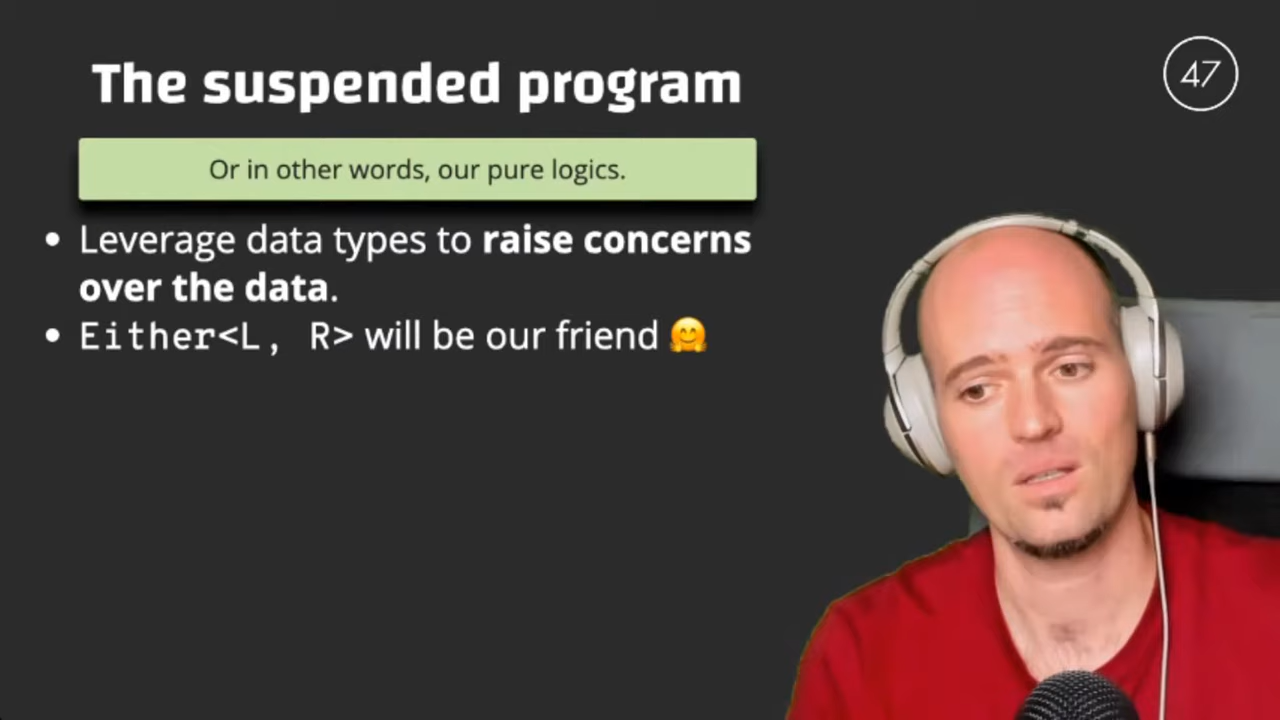 The suspended program
47
Or in other words, our pure logics.
• Leverage data types to raise concerns
over the data.
• Either<L, R> will be our friend 🤗